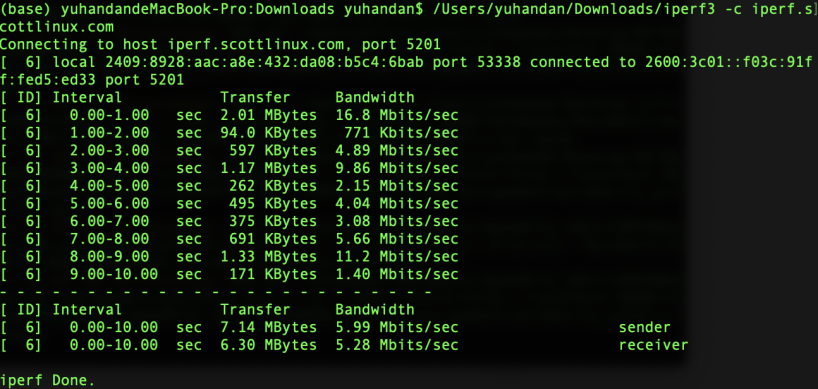 (base) yuhandandeMacBook-Pro:Downloads yuhandan$ /Users/yuhandan/Downloads/iperf3 -c iperf.s
cottlinux.com
Connecting to host iperf.scottlinux.com, port 5201
[  6] local 2409:8928:aac:a8e:432:da08:b5c4:6bab port 53338 connected to 2600:3c01::f03c:91f
f:fed5:ed33 port 5201
[ ID] Interval           Transfer     Bandwidth
[  6]   0.00-1.00   sec  2.01 MBytes  16.8 Mbits/sec
[  6]   1.00-2.00   sec  94.0 KBytes   771 Kbits/sec
[  6]   2.00-3.00   sec   597 KBytes  4.89 Mbits/sec
[  6]   3.00-4.00   sec  1.17 MBytes  9.86 Mbits/sec
[  6]   4.00-5.00   sec   262 KBytes  2.15 Mbits/sec
[  6]   5.00-6.00   sec   495 KBytes  4.04 Mbits/sec
[  6]   6.00-7.00   sec   375 KBytes  3.08 Mbits/sec
[  6]   7.00-8.00   sec   691 KBytes  5.66 Mbits/sec
[  6]   8.00-9.00   sec  1.33 MBytes  11.2 Mbits/sec
[  6]   9.00-10.00  sec   171 KBytes  1.40 Mbits/sec
- - - - - - - - - - - - - - - - - - - - - - - - -
[ ID] Interval           Transfer     Bandwidth
[  6]   0.00-10.00  sec  7.14 MBytes  5.99 Mbits/sec                  sender
[  6]   0.00-10.00  sec  6.30 MBytes  5.28 Mbits/sec                  receiver
iperf Done.